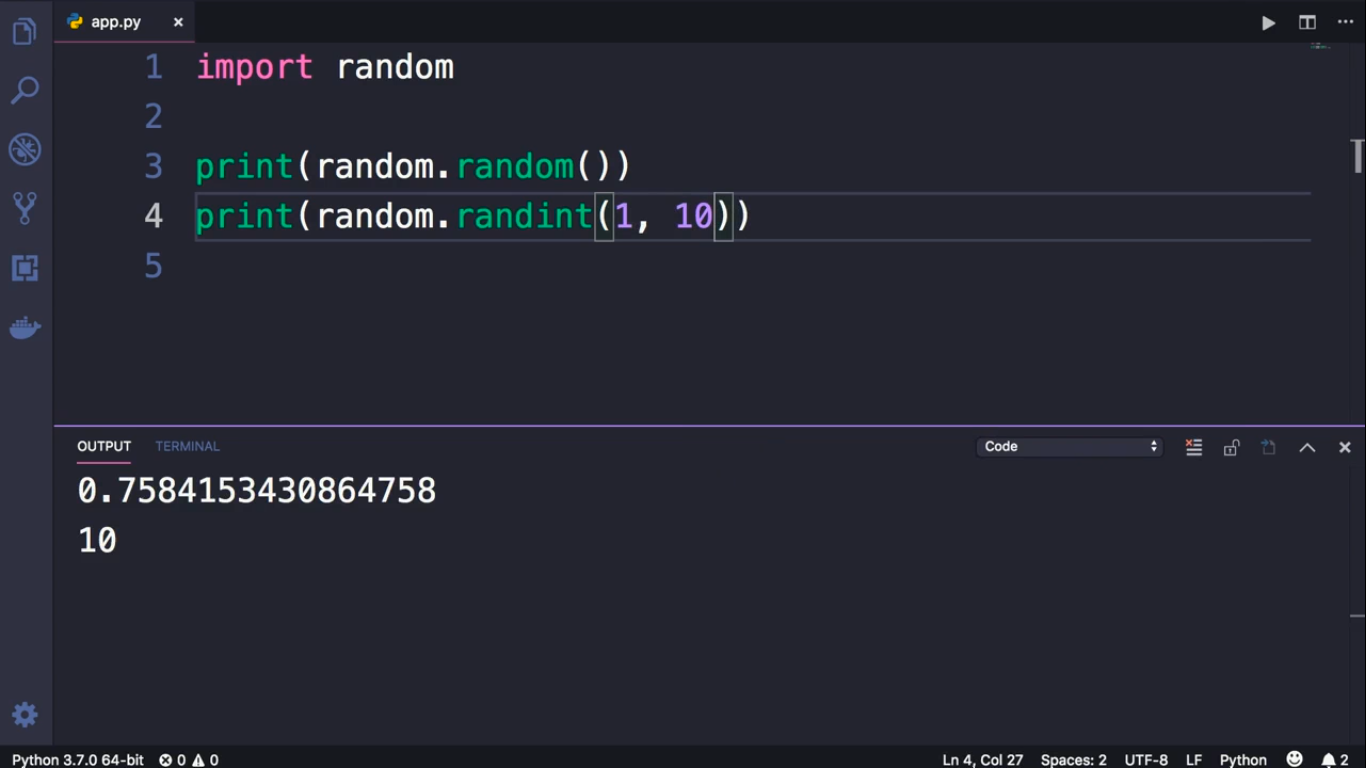 app.py
1 import random
2
3 print(random.random())
4 print(random.randint(1, 10))
5
OUTPUT TERMINAL Code
0.7584153430864758
10
Python 3.7.0 64-bit 0 0 Ln 4, Col 27 Spaces: 2 UTF-8 LF Python 2